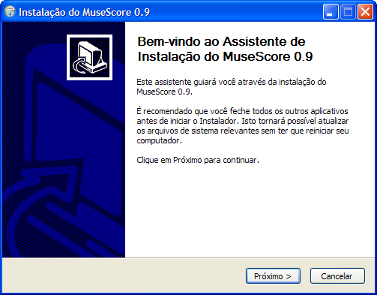 Instalação do MuseScore 0.9
Bem-vindo ao Assistente de
Instalação do MuseScore 0.9
Este assistente guiará você através da instalação do
MuseScore 0.9.
É recomendado que você feche todos os outros aplicativos
antes de iniciar o Instalador. Isto tornará possível atualizar
os arquivos de sistema relevantes sem ter que reiniciar seu
computador.
Clique em Próximo para continuar.
Próximo >
Cancelar